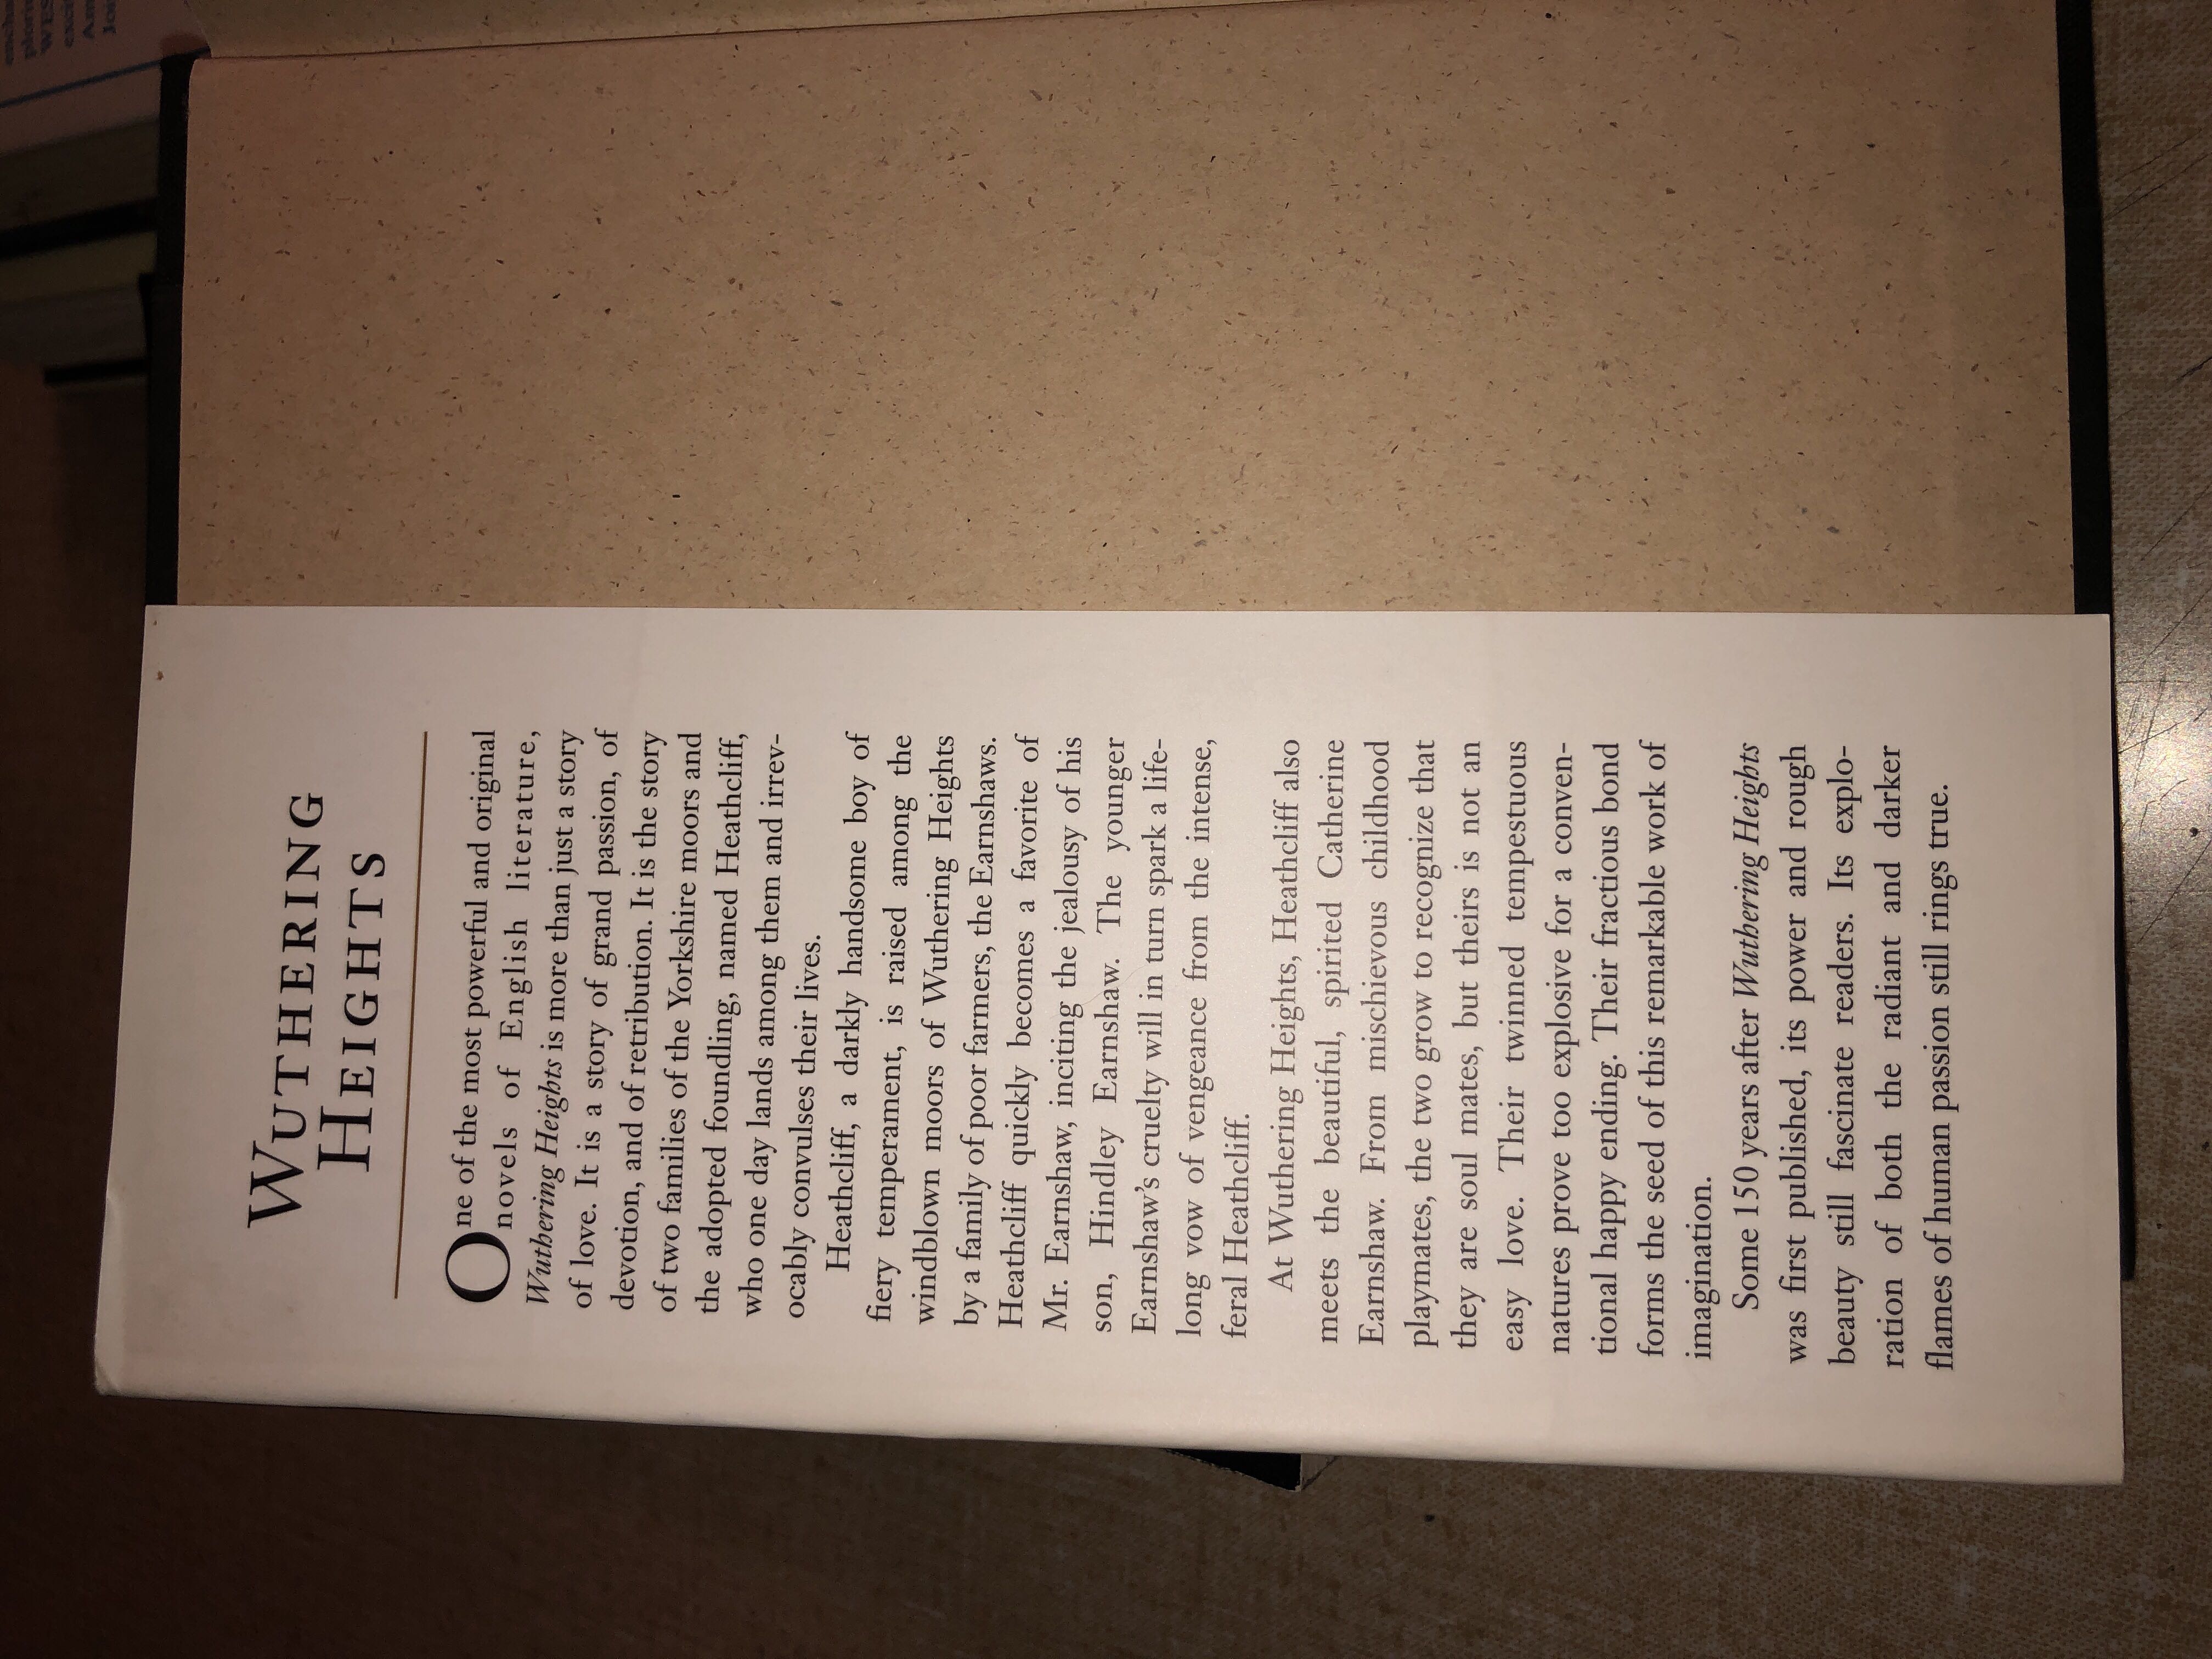 WUTHERING
HEIGHTS
One of the most powerful and original
novels of English literature,
Wuthering Heights is more than just a story
of love. It is a story of grand passion, of
devotion, and of retribution. It is the story
of two families of the Yorkshire moors and
the adopted foundling, named Heathcliff,
who one day lands among them and irrev-
ocably convulses their lives.
Heathcliff, a darkly handsome boy of
fiery temperament, is raised among the
windblown moors of Wuthering Heights
by a family of poor farmers, the Earnshaws.
Heathcliff quickly becomes a favorite of
Mr. Earnshaw, inciting the jealousy of his
son, Hindley Earnshaw. The younger
Earnshaw's cruelty will in turn spark a life-
long vow of vengeance from the intense,
feral Heathcliff.
At Wuthering Heights, Heathcliff also
meets the beautiful, spirited Catherine
Earnshaw. From mischievous childhood
playmates, the two grow to recognize that
they are soul mates, but theirs is not an
easy love. Their twinned tempestuous
natures prove too explosive for a conven-
tional happy ending. Their fractious bond
forms the seed of this remarkable work of
imagination.
Some 150 years after Wuthering Heights
was first published, its power and rough
beauty still fascinate readers. Its explo-
ration of both the radiant and darker
flames of human passion still rings true.